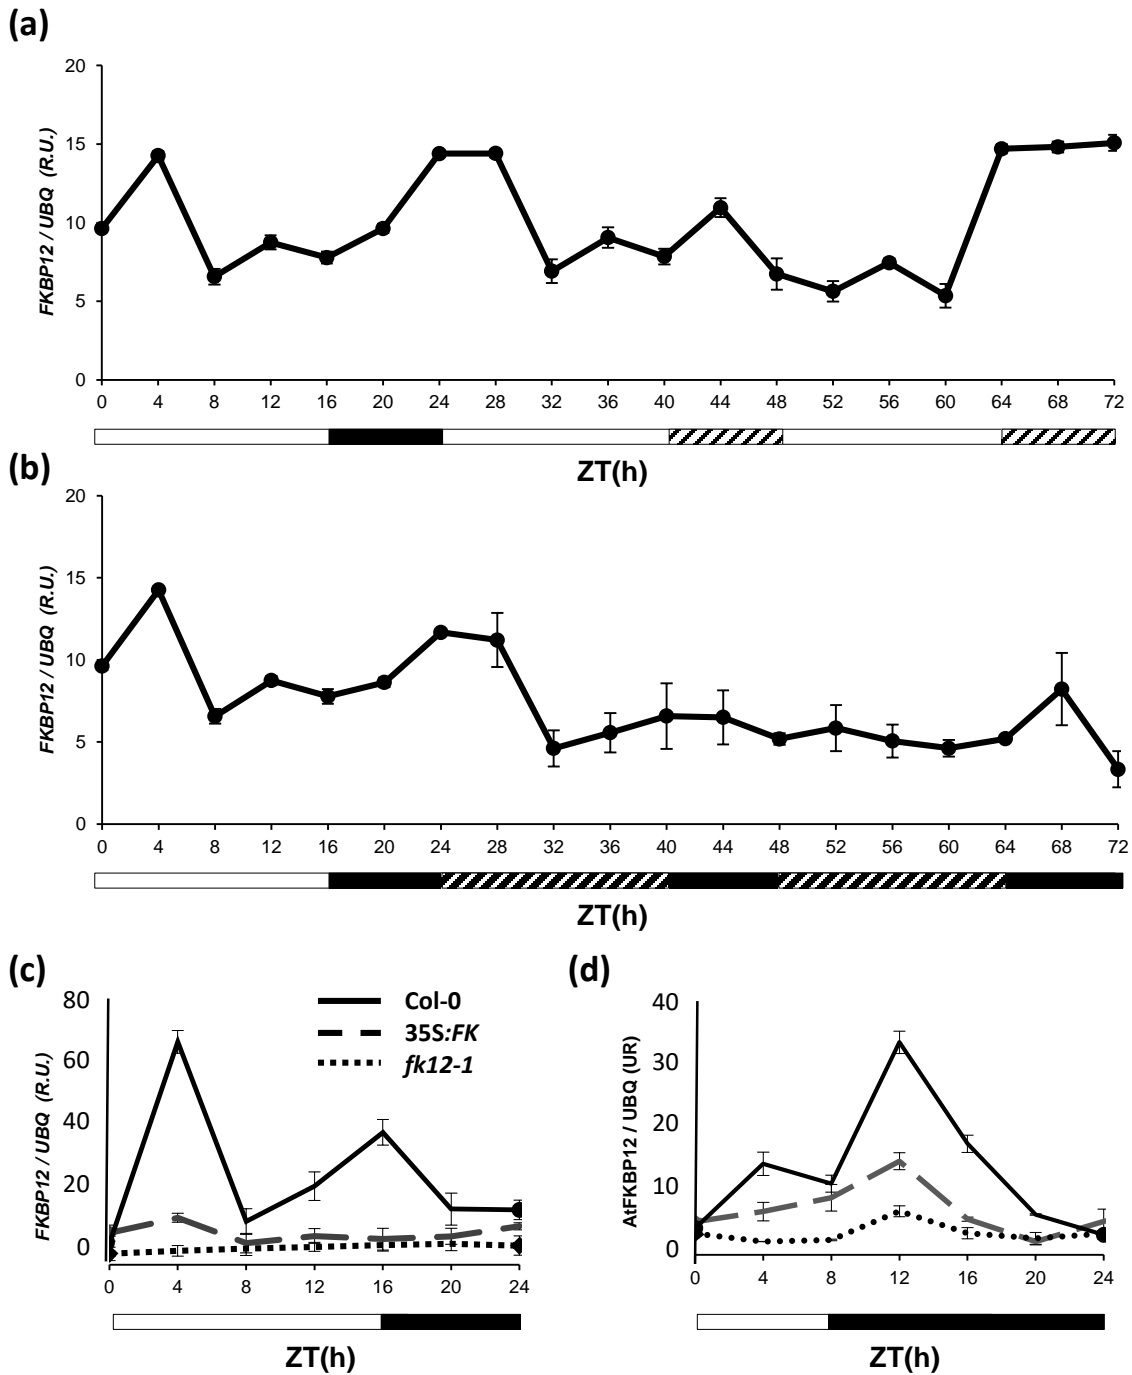 (a)
20
15
10
5
0
FKBP12 / UBQ (R.U.)
0 4 8 12 16 20 24 28 32 36 40 44 48 52 56 60 64 68 72
ZT(h)
(b)
20
15
10
5
0
FKBP12 / UBQ (R.U.)
0 4 8 12 16 20 24 28 32 36 40 44 48 52 56 60 64 68 72
ZT(h)
(c)
80
60
40
20
0
FKBP12 / UBQ (R.U.)
Col-0
35S:FK
fk12-1
0 4 8 12 16 20 24
ZT(h)
(d)
40
30
20
10
0
AtFKBP12 / UBQ (UR)
0 4 8 12 16 20 24
ZT(h)